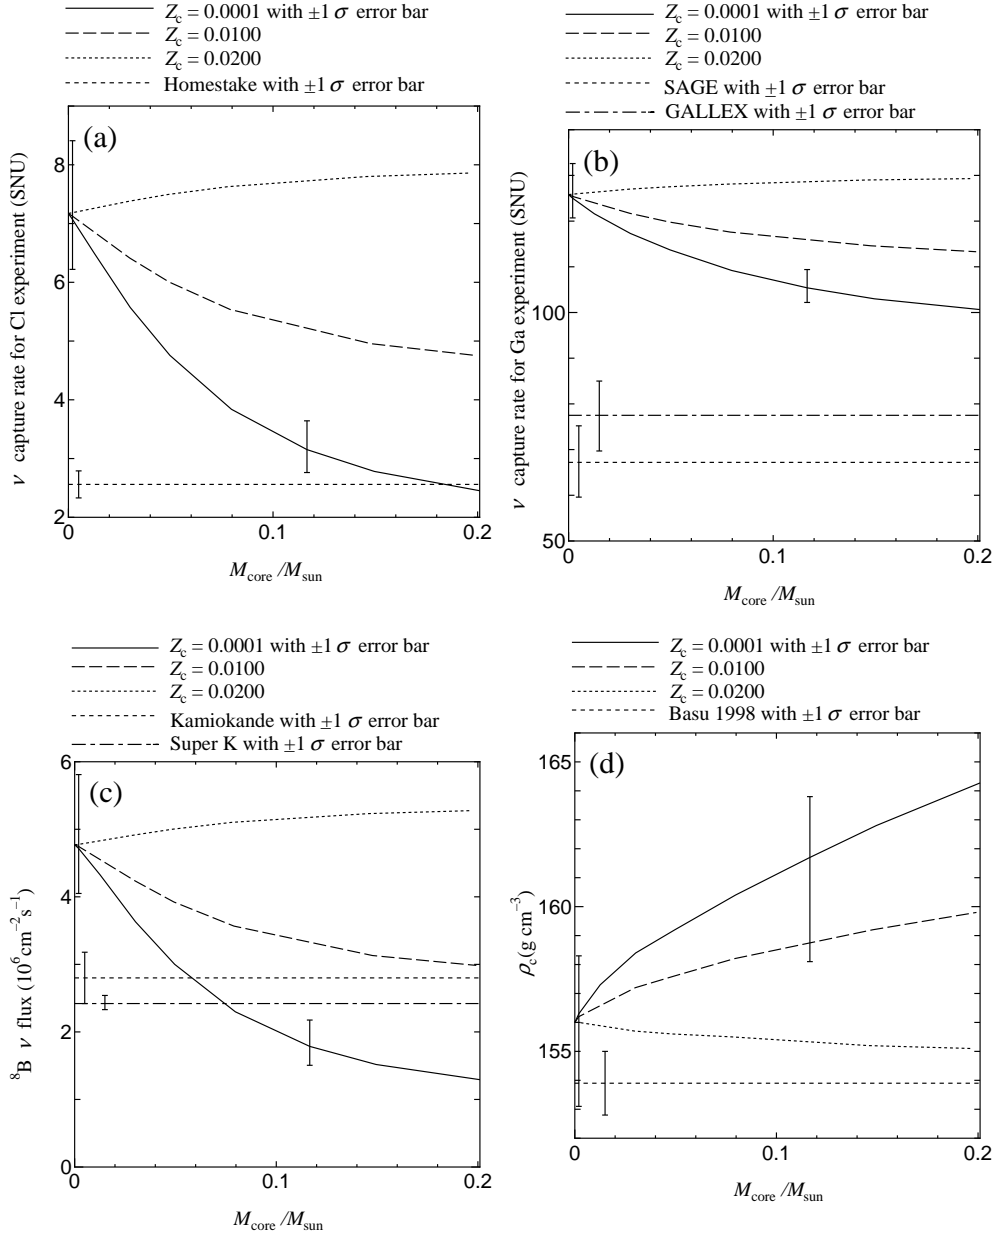 Z_c = 0.0001 with ±1 σ error bar
Z_c = 0.0100
Z_c = 0.0200
Homestake with ±1 σ error bar
(a)
ν capture rate for Cl experiment (SNU)
8
6
4
2
0 0.1 0.2
M_core /M_sun
Z_c = 0.0001 with ±1 σ error bar
Z_c = 0.0100
Z_c = 0.0200
SAGE with ±1 σ error bar
GALLEX with ±1 σ error bar
(b)
ν capture rate for Ga experiment (SNU)
100
50
0 0.1 0.2
M_core /M_sun
Z_c = 0.0001 with ±1 σ error bar
Z_c = 0.0100
Z_c = 0.0200
Kamiokande with ±1 σ error bar
Super K with ±1 σ error bar
(c)
⁸B ν flux (10⁶cm⁻²s⁻¹)
6
4
2
0
0 0.1 0.2
M_core /M_sun
Z_c = 0.0001 with ±1 σ error bar
Z_c = 0.0100
Z_c = 0.0200
Basu 1998 with ±1 σ error bar
(d)
ρ_c(g cm⁻³)
165
160
155
0 0.1 0.2
M_core /M_sun